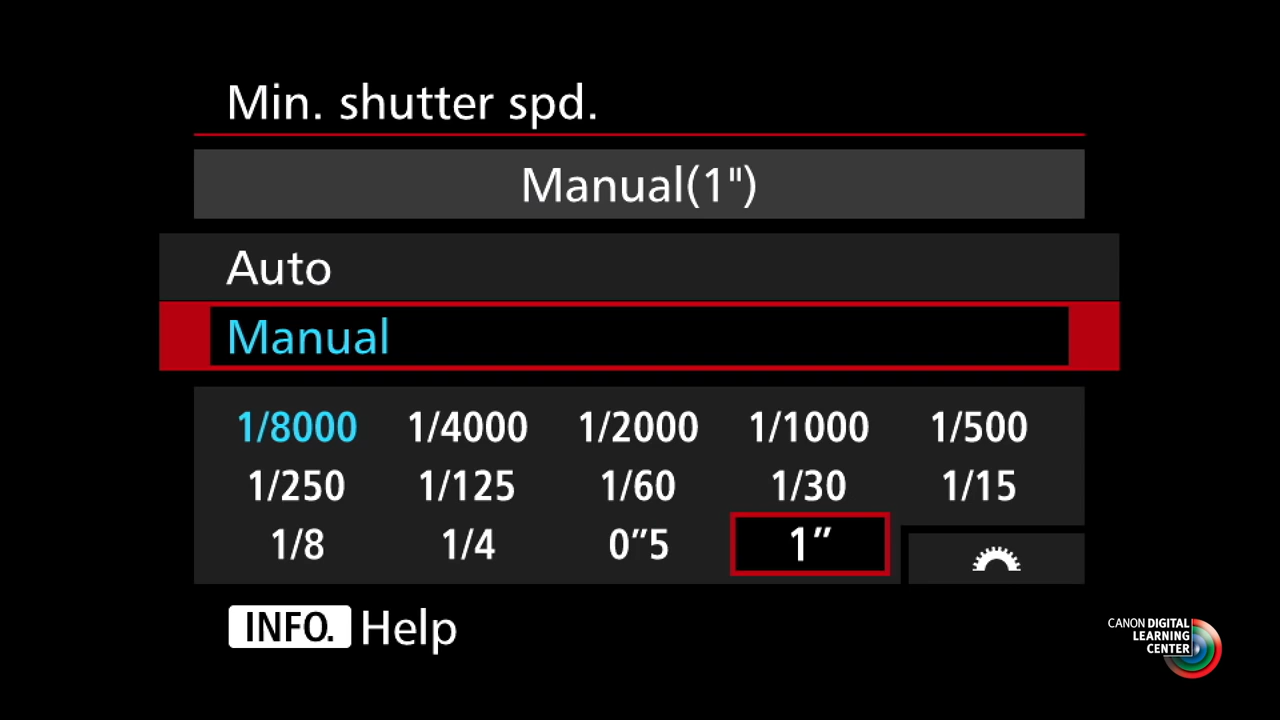 Min. shutter spd.
Manual(1")
Auto
Manual
1/8000 1/4000 1/2000 1/1000 1/500
1/250 1/125 1/60 1/30 1/15
1/8 1/4 0”5 1”
INFO. Help
CANON DIGITAL
LEARNING
CENTER